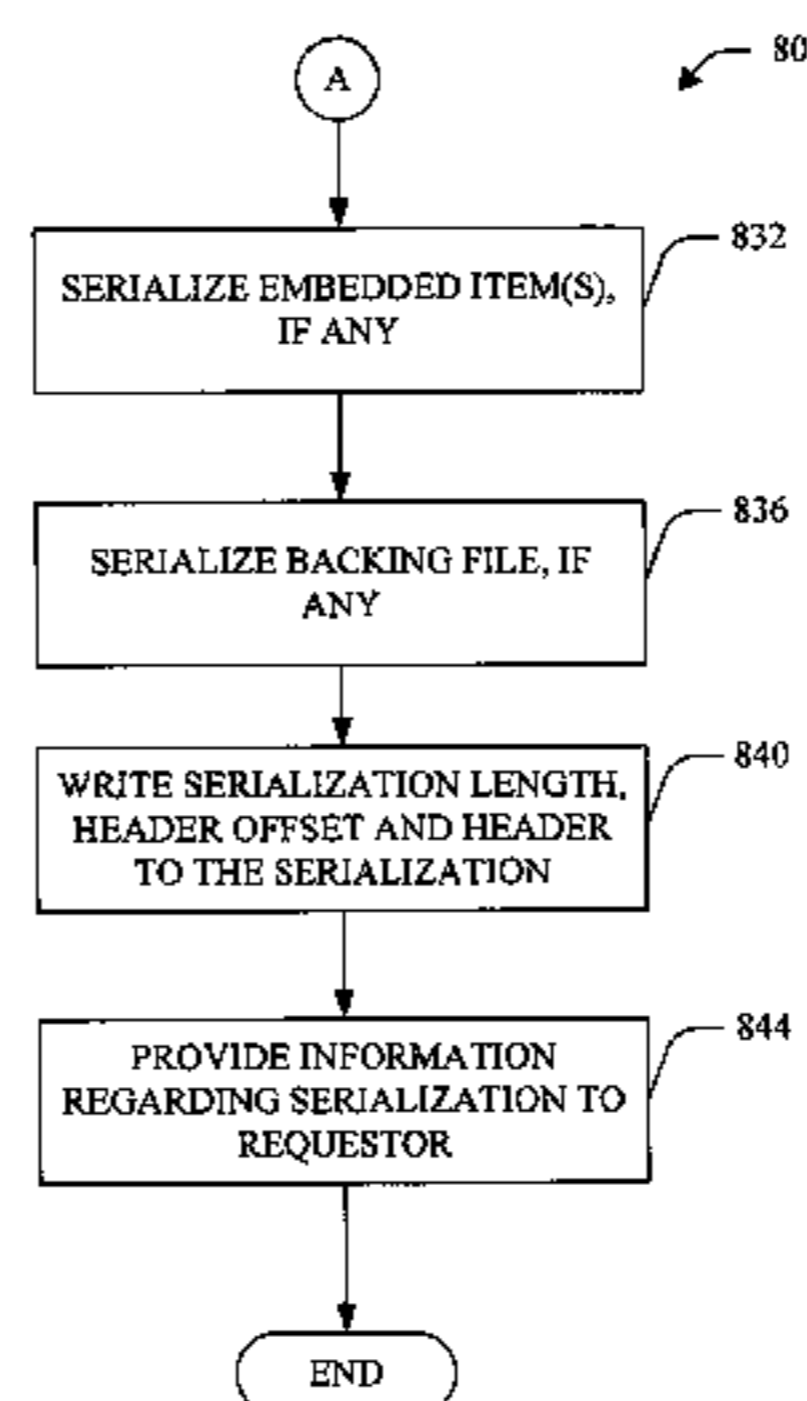 A
80
SERIALIZE EMBEDDED ITEM(S),
IF ANY
832
SERIALIZE BACKING FILE, IF
ANY
836
WRITE SERIALIZATION LENGTH,
HEADER OFFSET AND HEADER
TO THE SERIALIZATION
840
PROVIDE INFORMATION
REGARDING SERIALIZATION TO
REQUESTOR
844
END